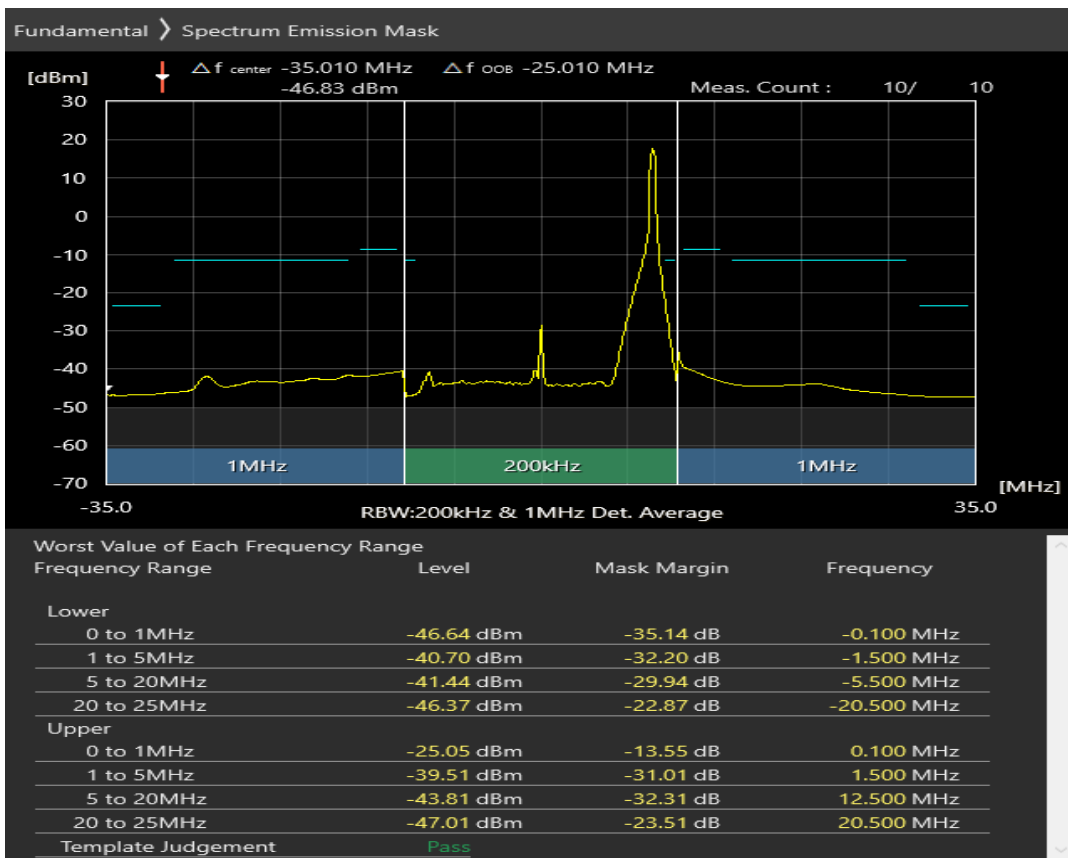 Fundamental 〉 Spectrum Emission Mask
[dBm] △f center -35.010 MHz △f OOB -25.010 MHz
-46.83 dBm Meas. Count : 10/ 10
30
20
10
0
-10
-20
-30
-40
-50
-60
-70
1MHz 200kHz 1MHz
[MHz]
-35.0 RBW:200kHz & 1MHz Det. Average 35.0
Worst Value of Each Frequency Range
Frequency Range Level Mask Margin Frequency
Lower
0 to 1MHz -46.64 dBm -35.14 dB -0.100 MHz
1 to 5MHz -40.70 dBm -32.20 dB -1.500 MHz
5 to 20MHz -41.44 dBm -29.94 dB -5.500 MHz
20 to 25MHz -46.37 dBm -22.87 dB -20.500 MHz
Upper
0 to 1MHz -25.05 dBm -13.55 dB 0.100 MHz
1 to 5MHz -39.51 dBm -31.01 dB 1.500 MHz
5 to 20MHz -43.81 dBm -32.31 dB 12.500 MHz
20 to 25MHz -47.01 dBm -23.51 dB 20.500 MHz
Template Judgement Pass